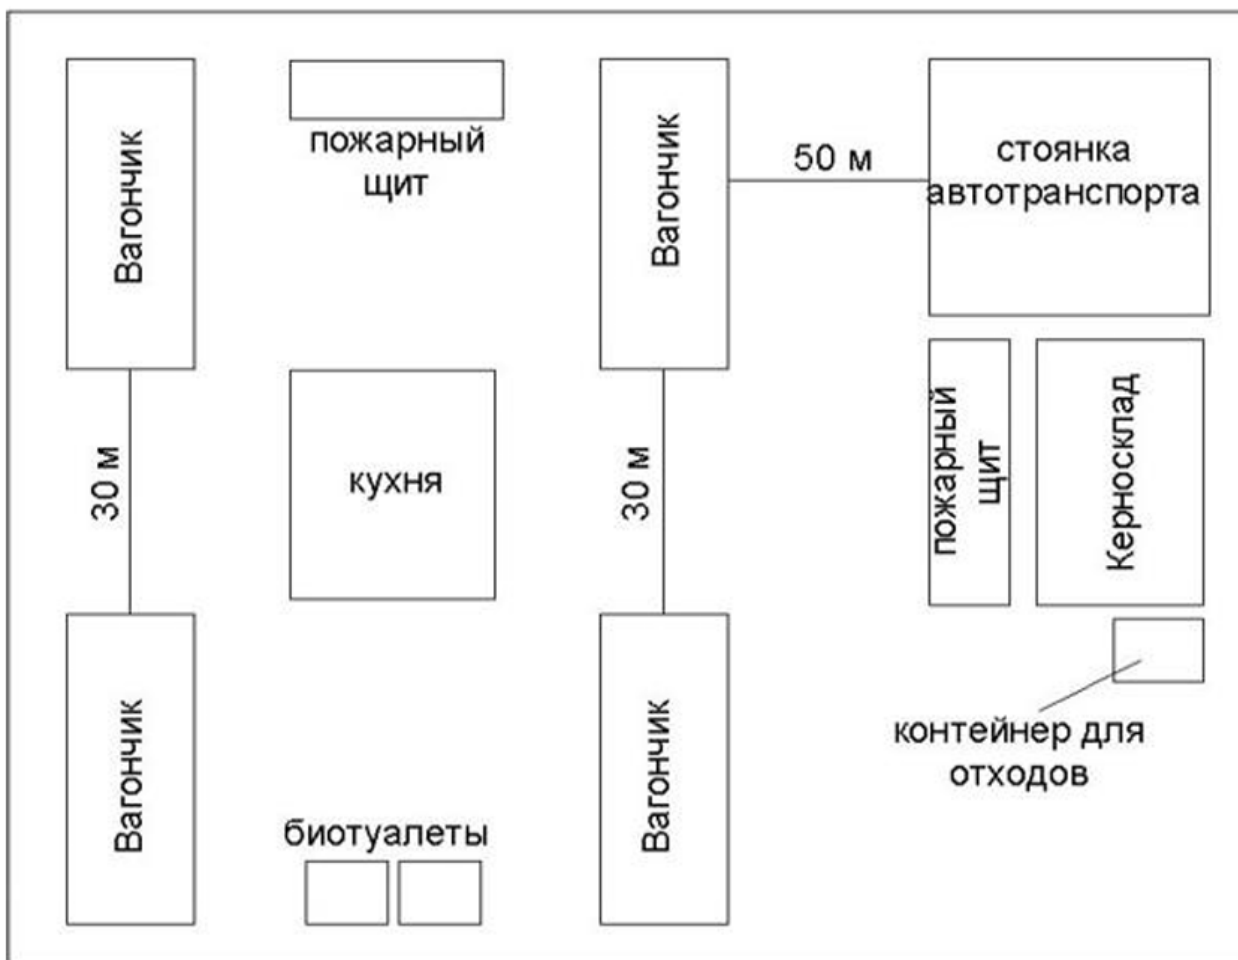 Вагончик
пожарный
щит
Вагончик
50 м
стоянка
автотранспорта
30 м
кухня
30 м
пожарный
щит
Керносклад
Вагончик
биотуалеты
Вагончик
контейнер для
отходов